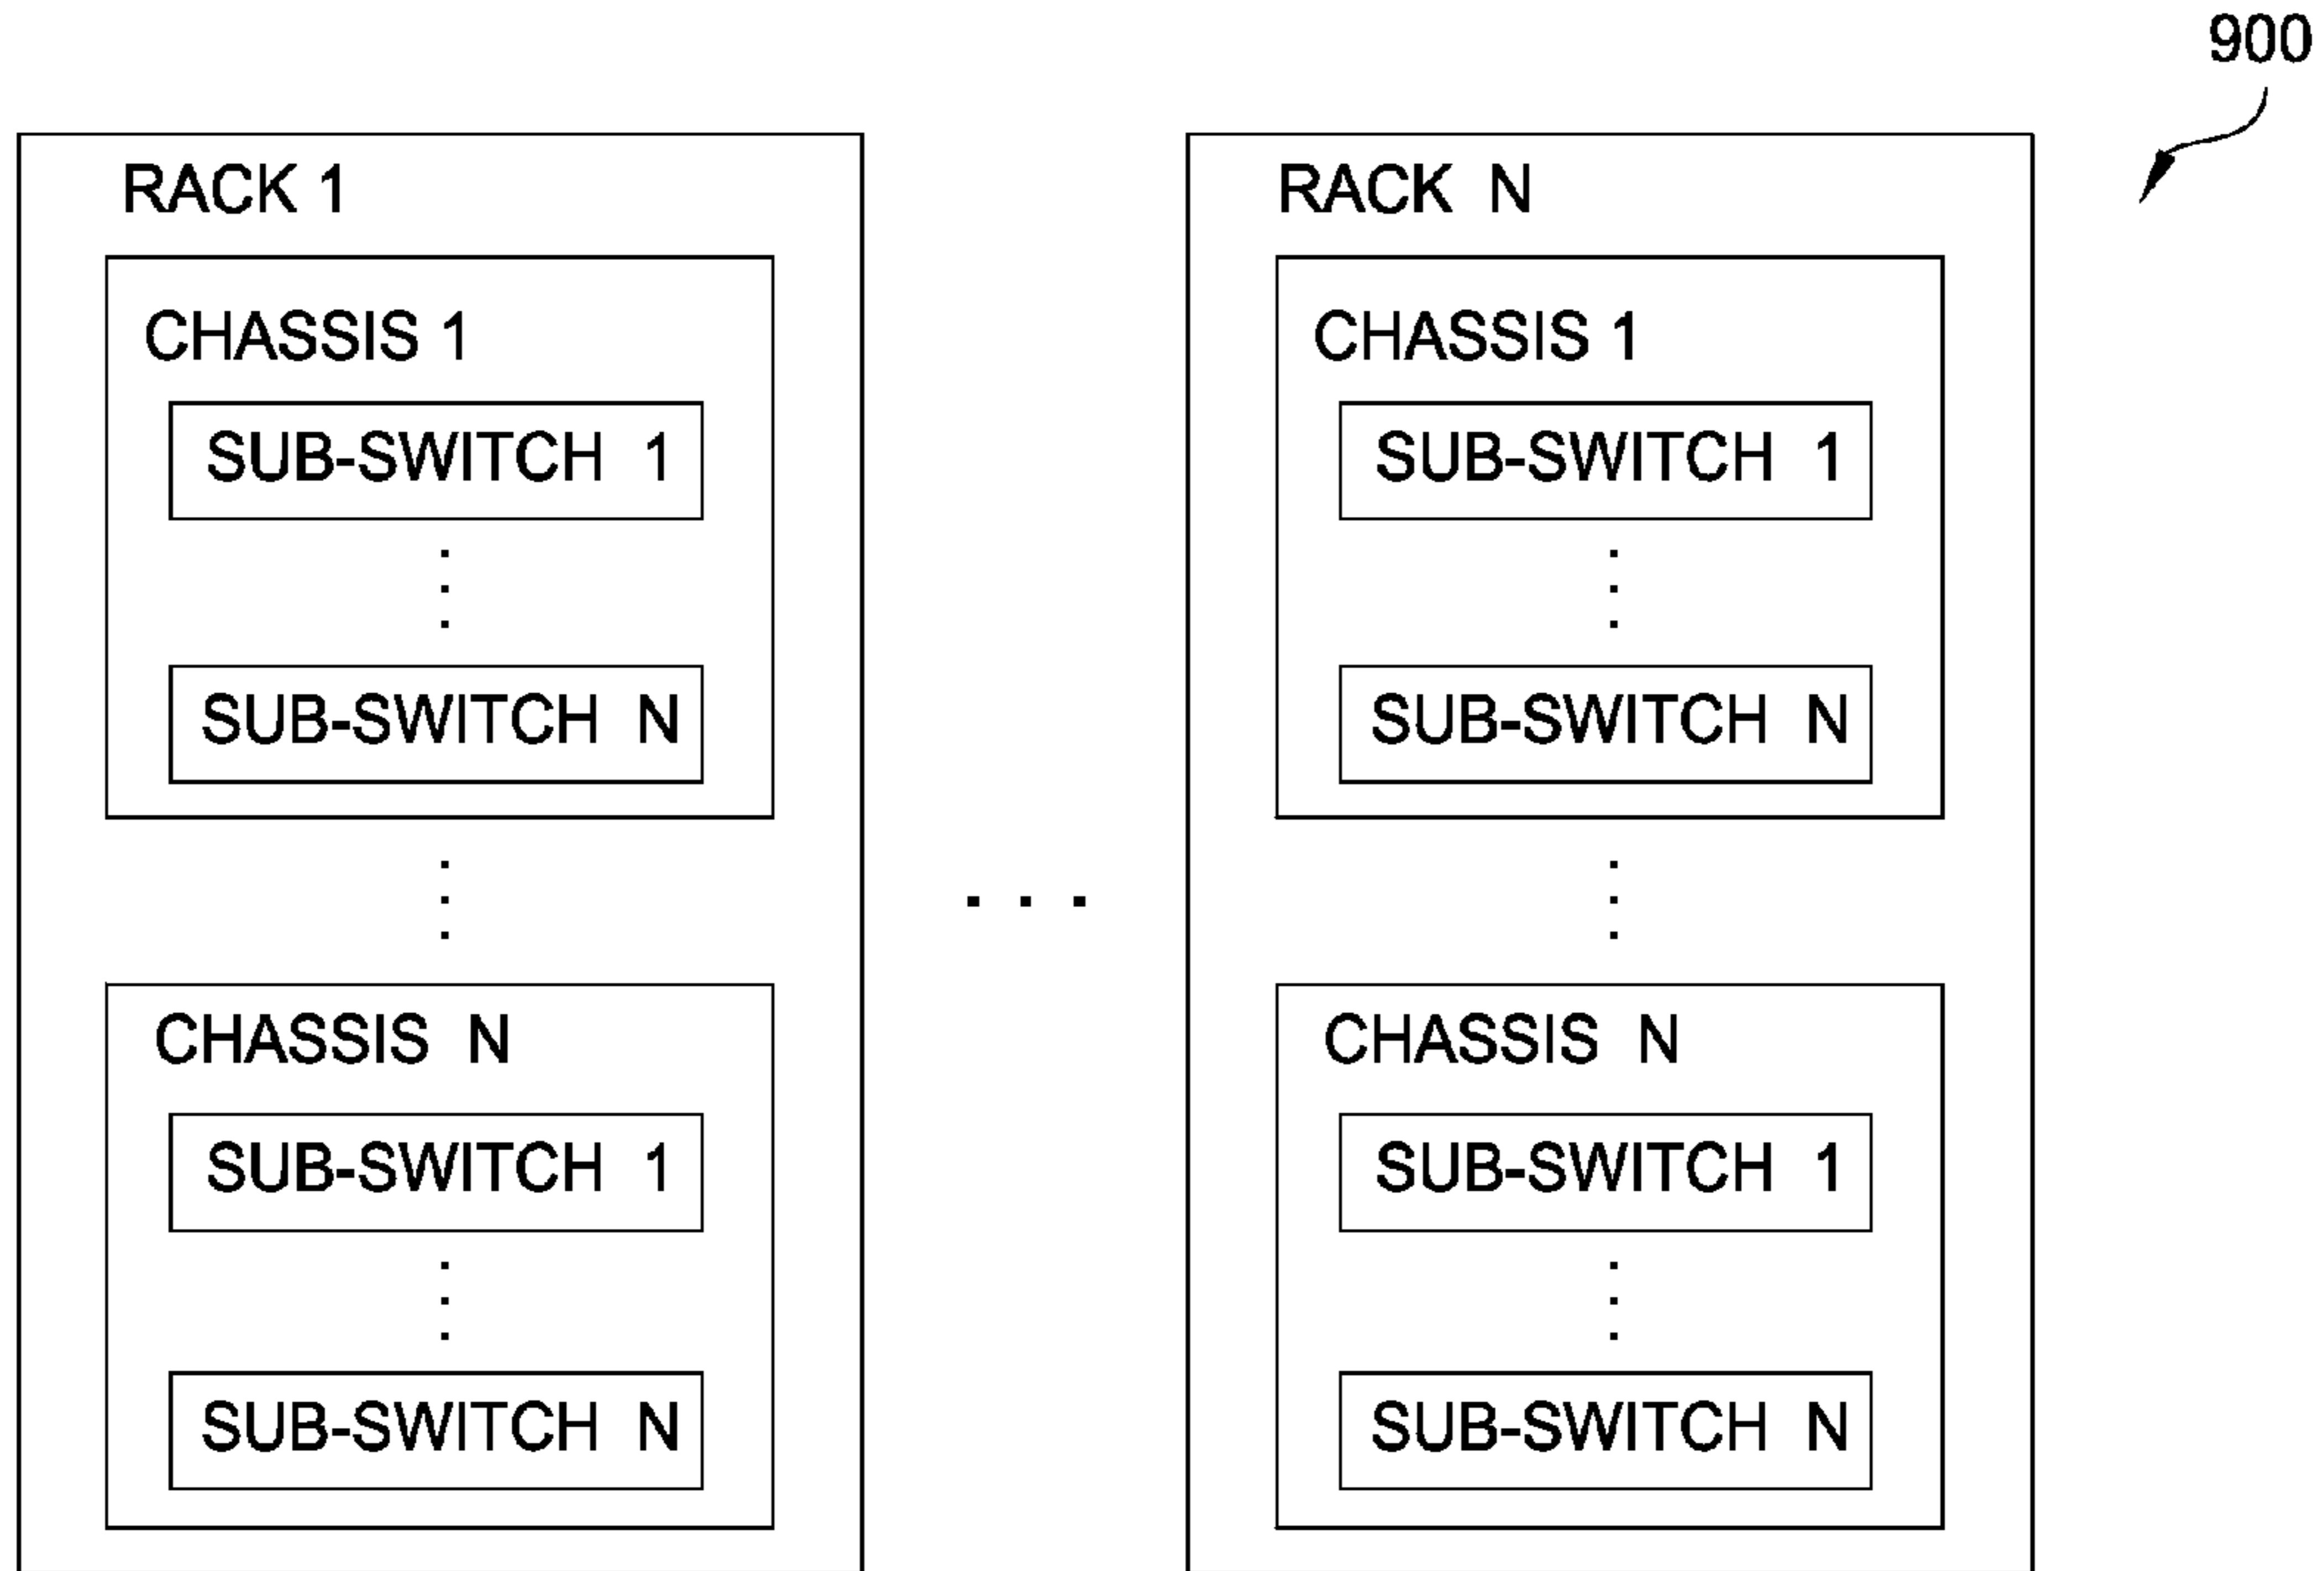 900
RACK 1
CHASSIS 1
SUB-SWITCH 1
SUB-SWITCH N
CHASSIS N
SUB-SWITCH 1
SUB-SWITCH N
. . .
RACK N
CHASSIS 1
SUB-SWITCH 1
SUB-SWITCH N
CHASSIS N
SUB-SWITCH 1
SUB-SWITCH N